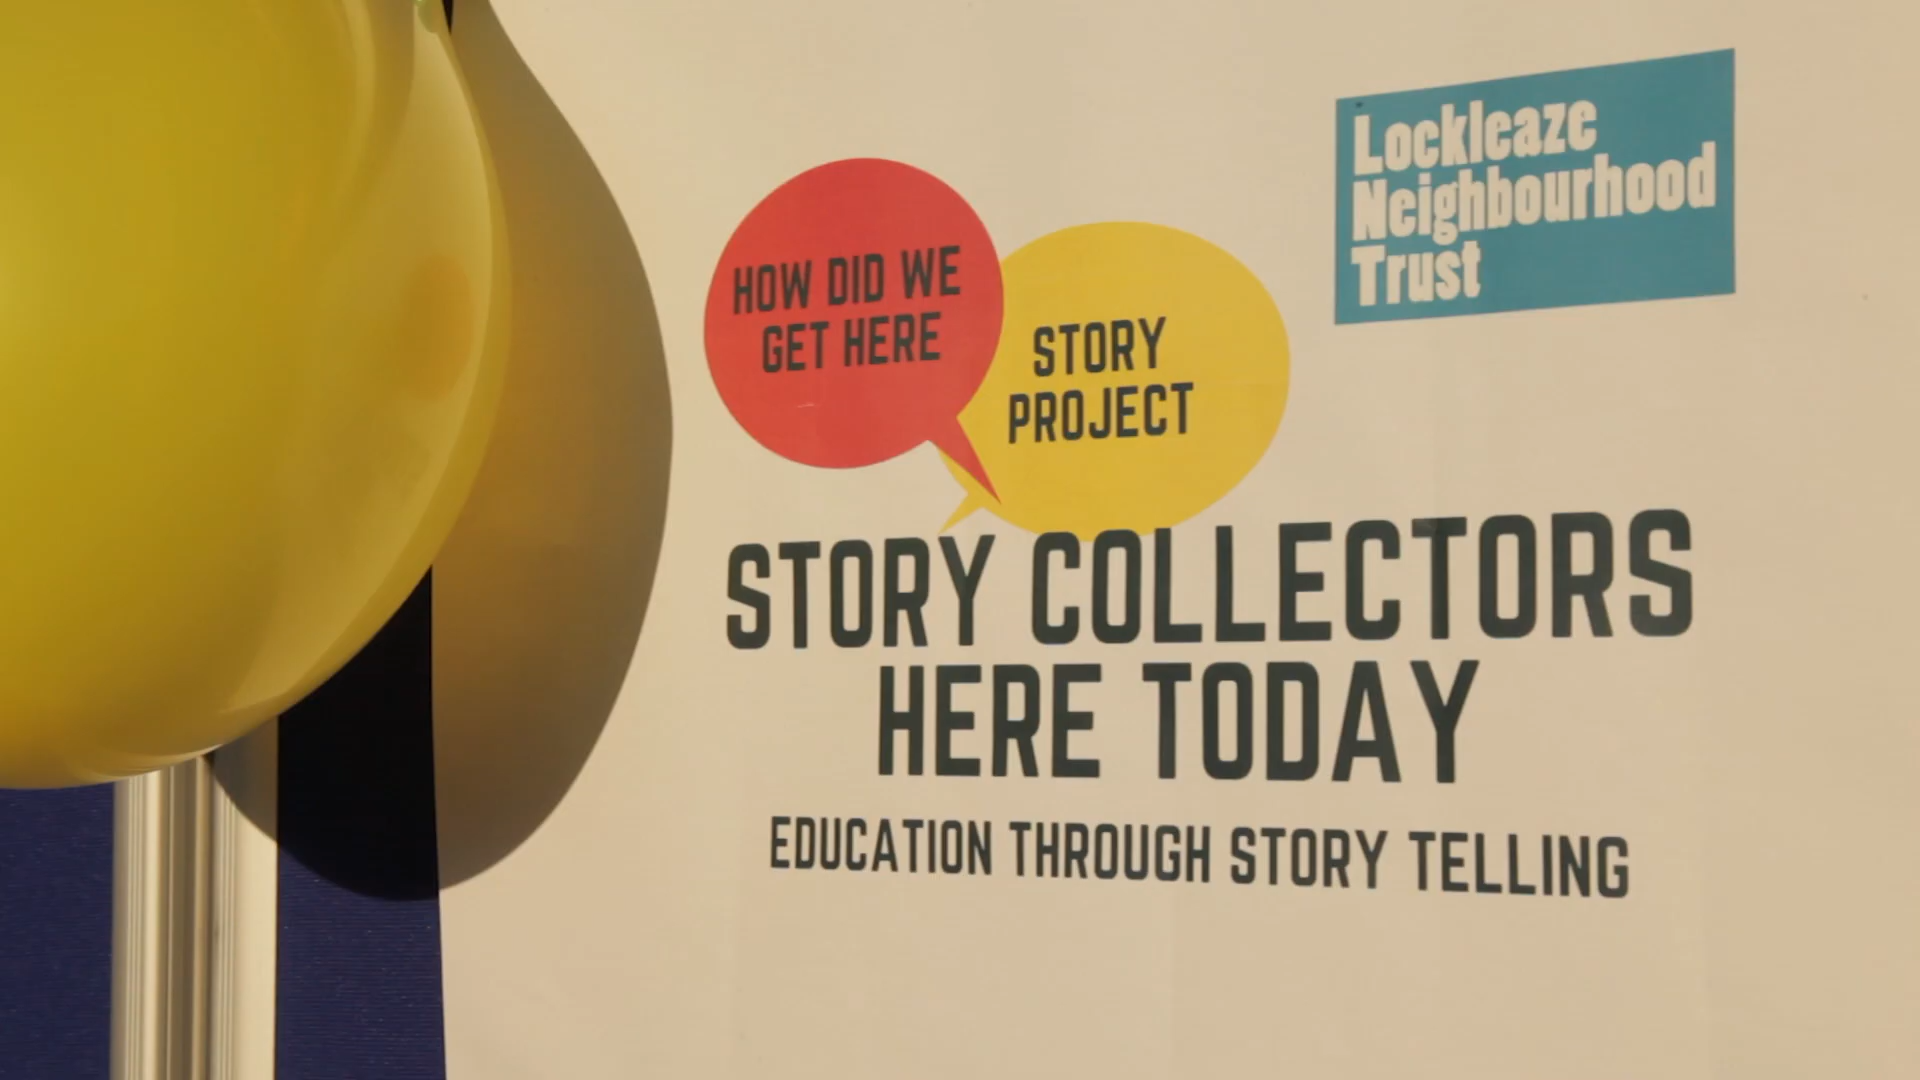 Lockleaze
Neighbourhood
Trust
HOW DID WE
GET HERE
STORY
PROJECT
STORY COLLECTORS
HERE TODAY
EDUCATION THROUGH STORY TELLING